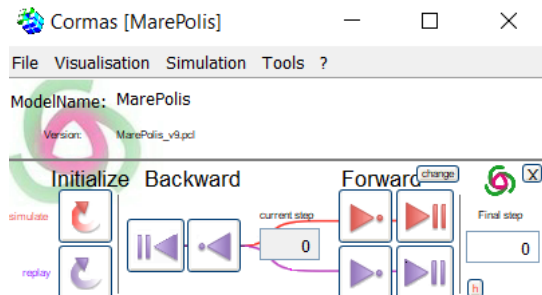 Cormas [MarePolis]
File Visualisation Simulation Tools ?
ModelName: MarePolis
Version: MarePolis_v9.pcl
Initialize Backward Forward change X
simulate current step Final step
0 0
replay
h